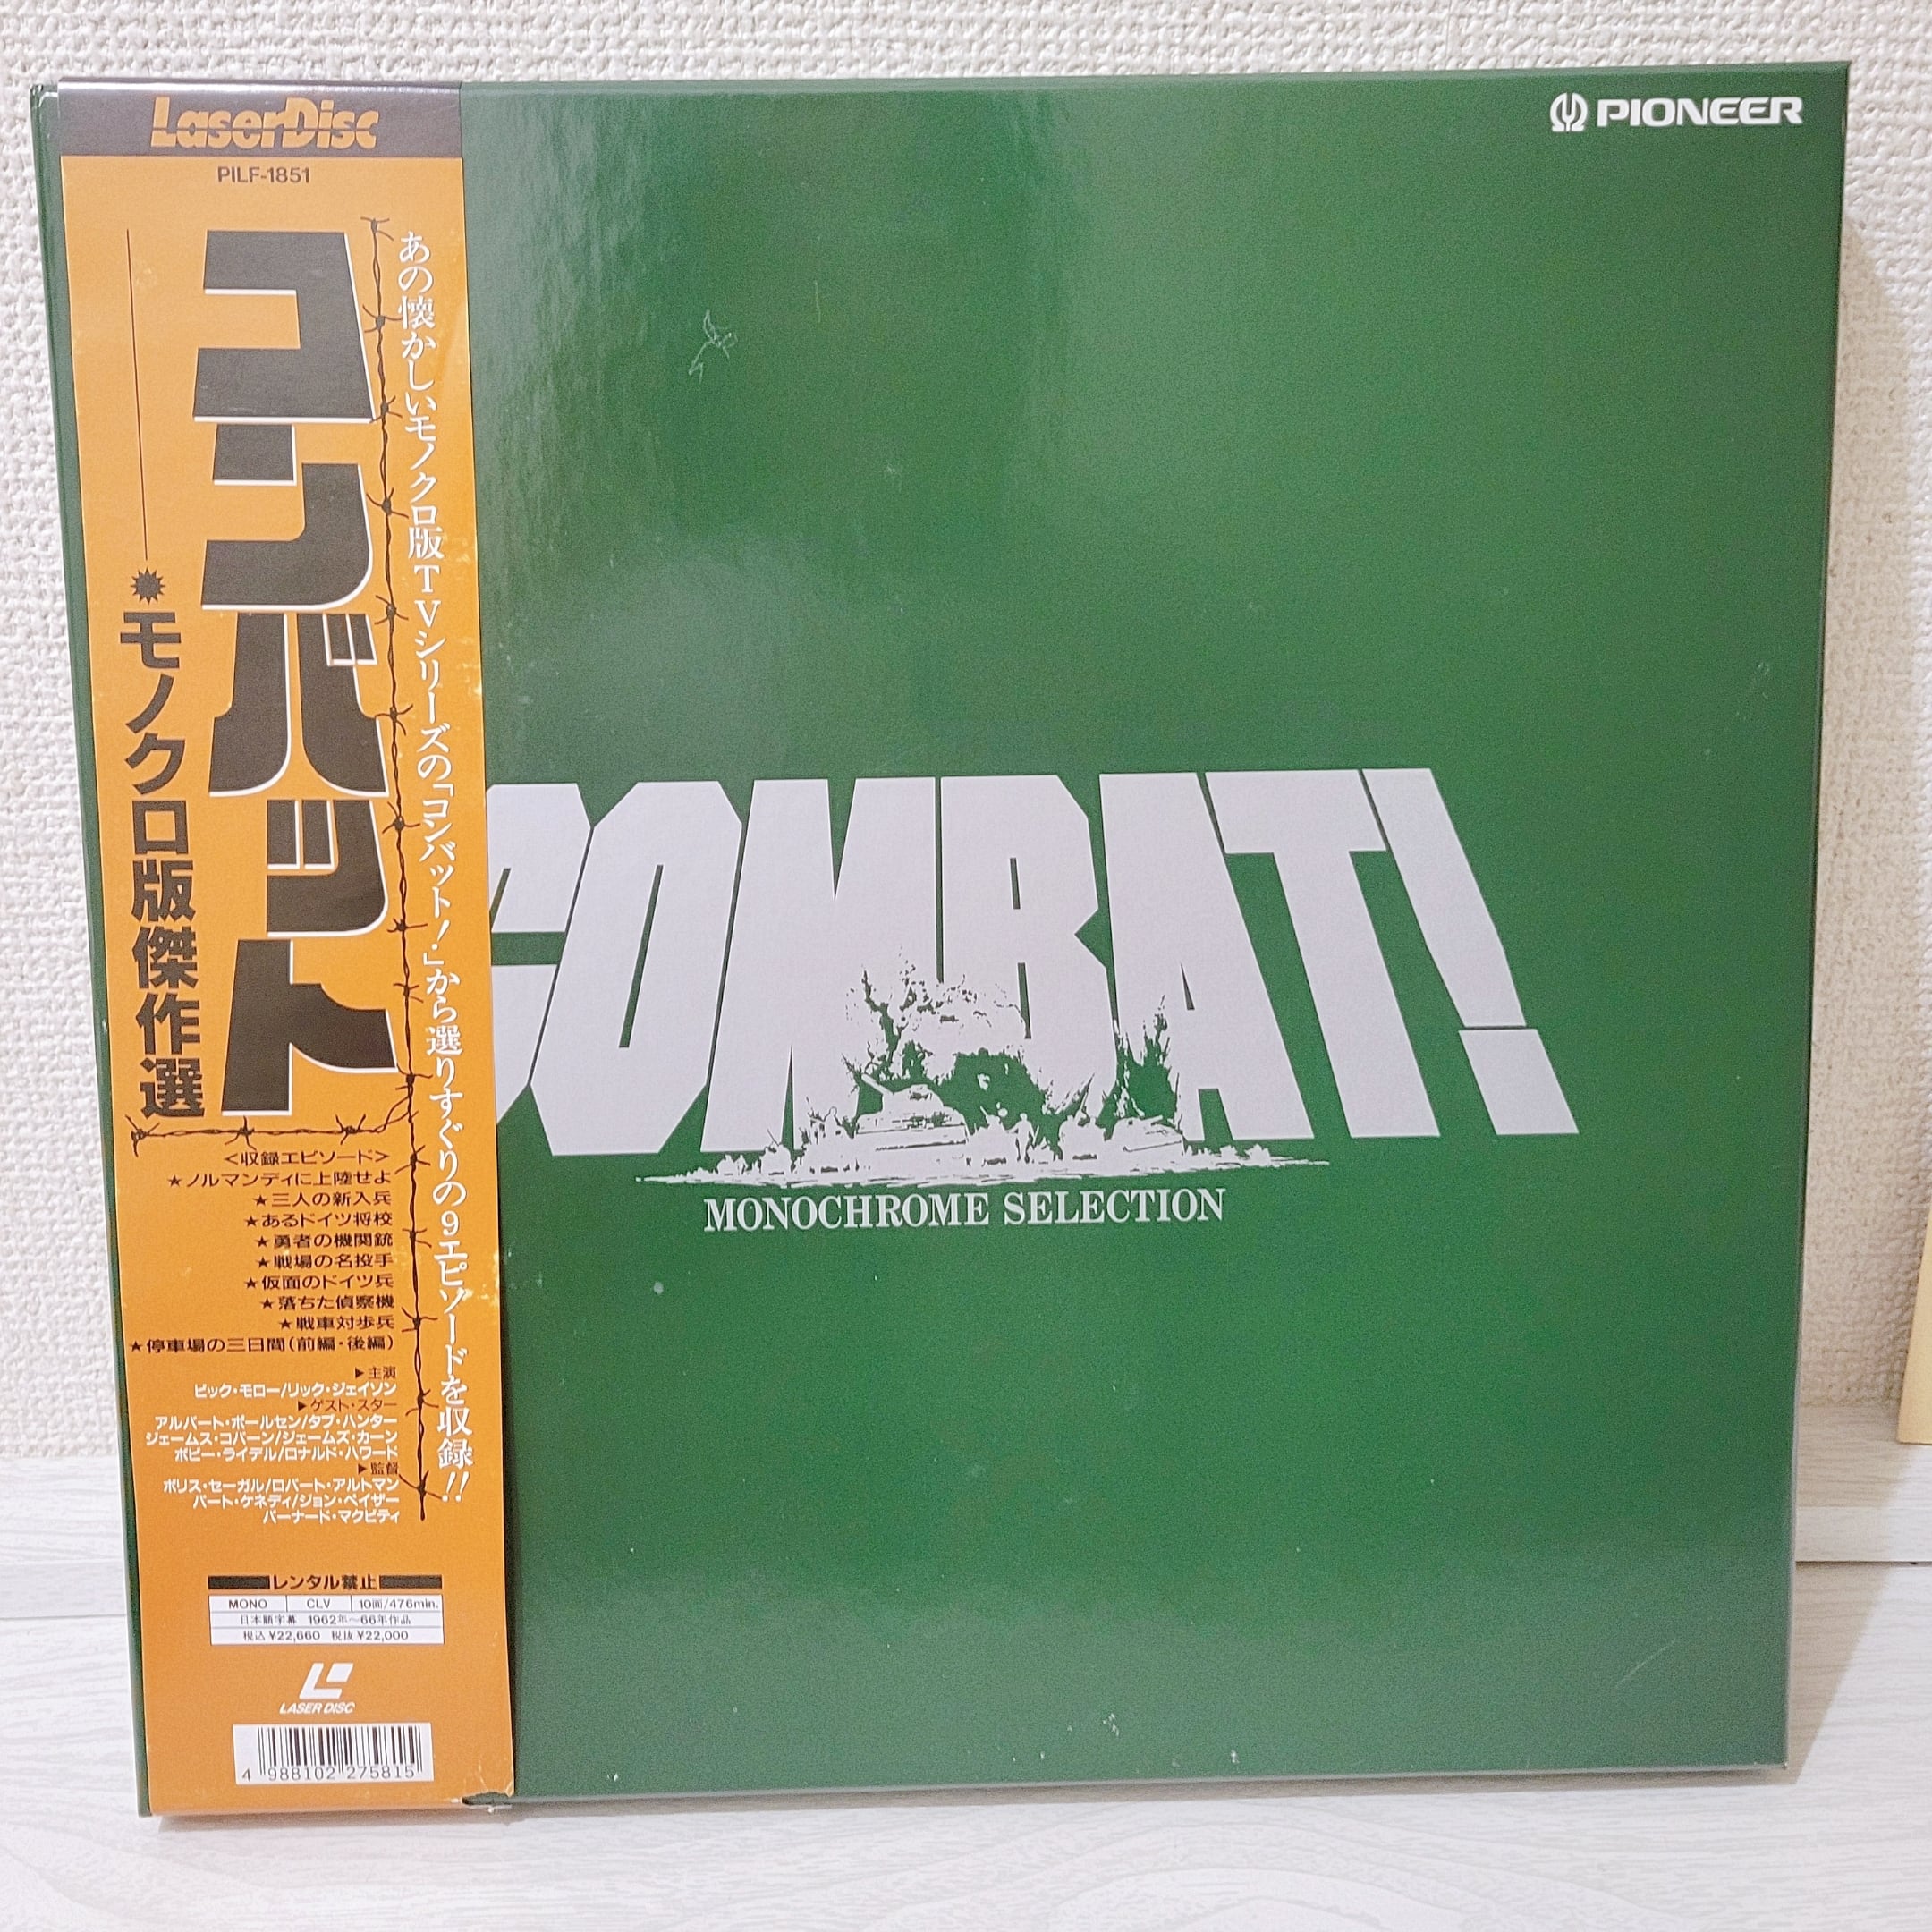 LaserDisc
PILF-1851
あの懐かしいモノクロ版TVシリーズの「コンバット!」から選りすぐりの9エピソードを収録!!
コンバット
モノクロ版傑作選
<収録エピソード>
★ノルマンディに上陸せよ
★三人の新入兵
★あるドイツ将校
★勇者の機関銃
★戦場の名投手
★仮面のドイツ兵
★落ちた偵察機
★戦車対歩兵
★停車場の三日間(前編・後編)
▶主演
ビック・モロー/リック・ジェイソン
▶ゲスト・スター
アルバート・ポールセン/タブ・ハンター
ジェームス・コバーン/ジェームズ・カーン
ボビー・ライデル/ロナルド・ハワード
▶監督
ボリス・セーガル/ロバート・アルトマン
バート・ケネディ/ジョン・ペイザー
バーナード・マクビティ
レンタル禁止
MONO CLV 10面/476min.
日本語字幕 1962年~66年作品
税込¥22,660 税抜¥22,000
LASER DISC
4 988102 275815
PIONEER
COMBAT!
MONOCHROME SELECTION